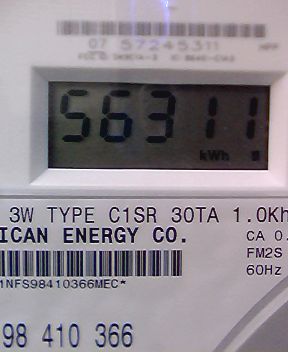 07 57245311
56311
kWh
3W TYPE C1SR 30TA 1.0Kh
ICAN ENERGY CO.
CA 0.
FM2S
60Hz
1NFS98410366MEC*
98 410 366